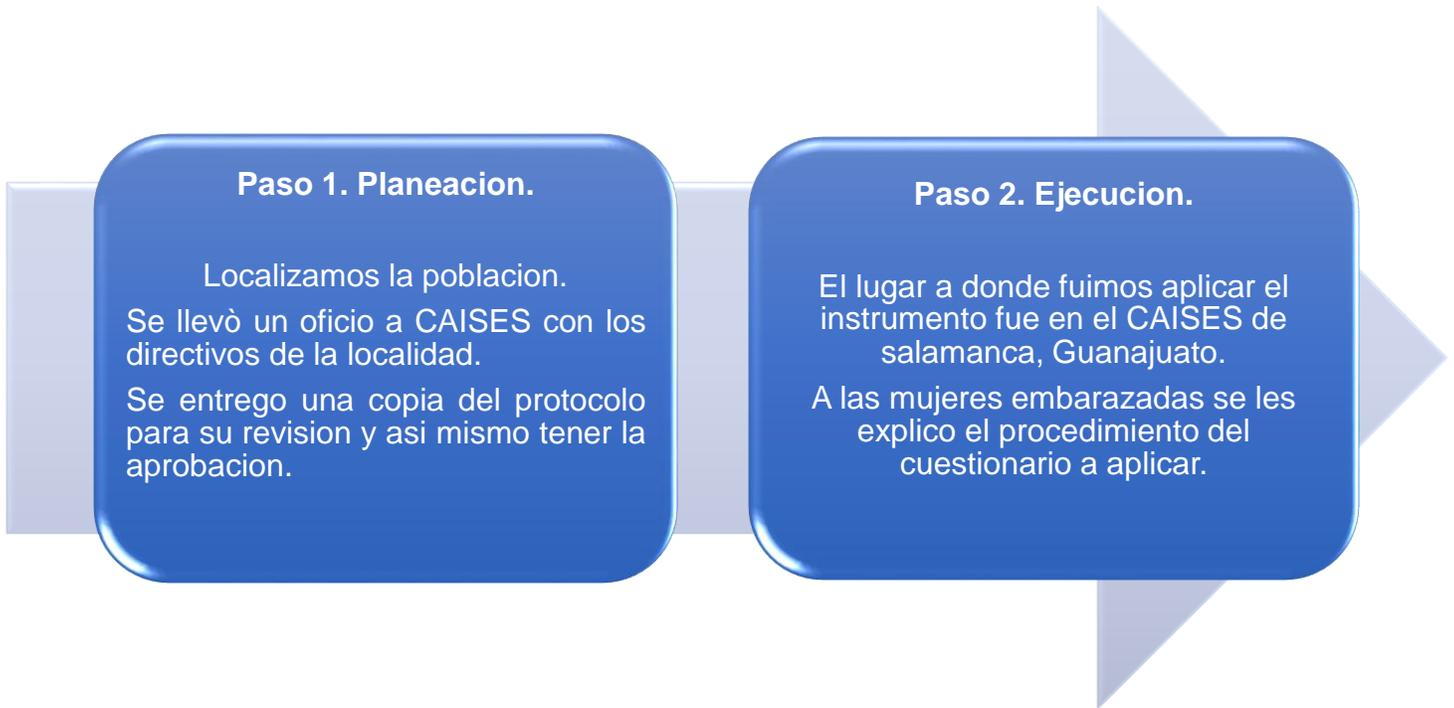 Paso 1. Planeacion.
Localizamos la poblacion.
Se llevò un oficio a CAISES con los
directivos de la localidad.
Se entrego una copia del protocolo
para su revision y asi mismo tener la
aprobacion.
Paso 2. Ejecucion.
El lugar a donde fuimos aplicar el
instrumento fue en el CAISES de
salamanca, Guanajuato.
A las mujeres embarazadas se les
explico el procedimiento del
cuestionario a aplicar.